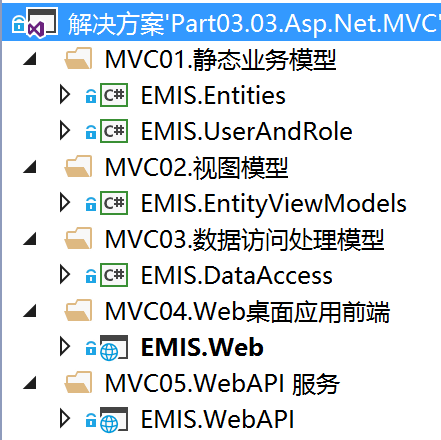 解决方案'Part03.03.Asp.Net.MVC'
MVC01.静态业务模型
C# EMIS.Entities
C# EMIS.UserAndRole
MVC02.视图模型
C# EMIS.EntityViewModels
MVC03.数据访问处理模型
C# EMIS.DataAccess
MVC04.Web桌面应用前端
EMIS.Web
MVC05.WebAPI 服务
EMIS.WebAPI